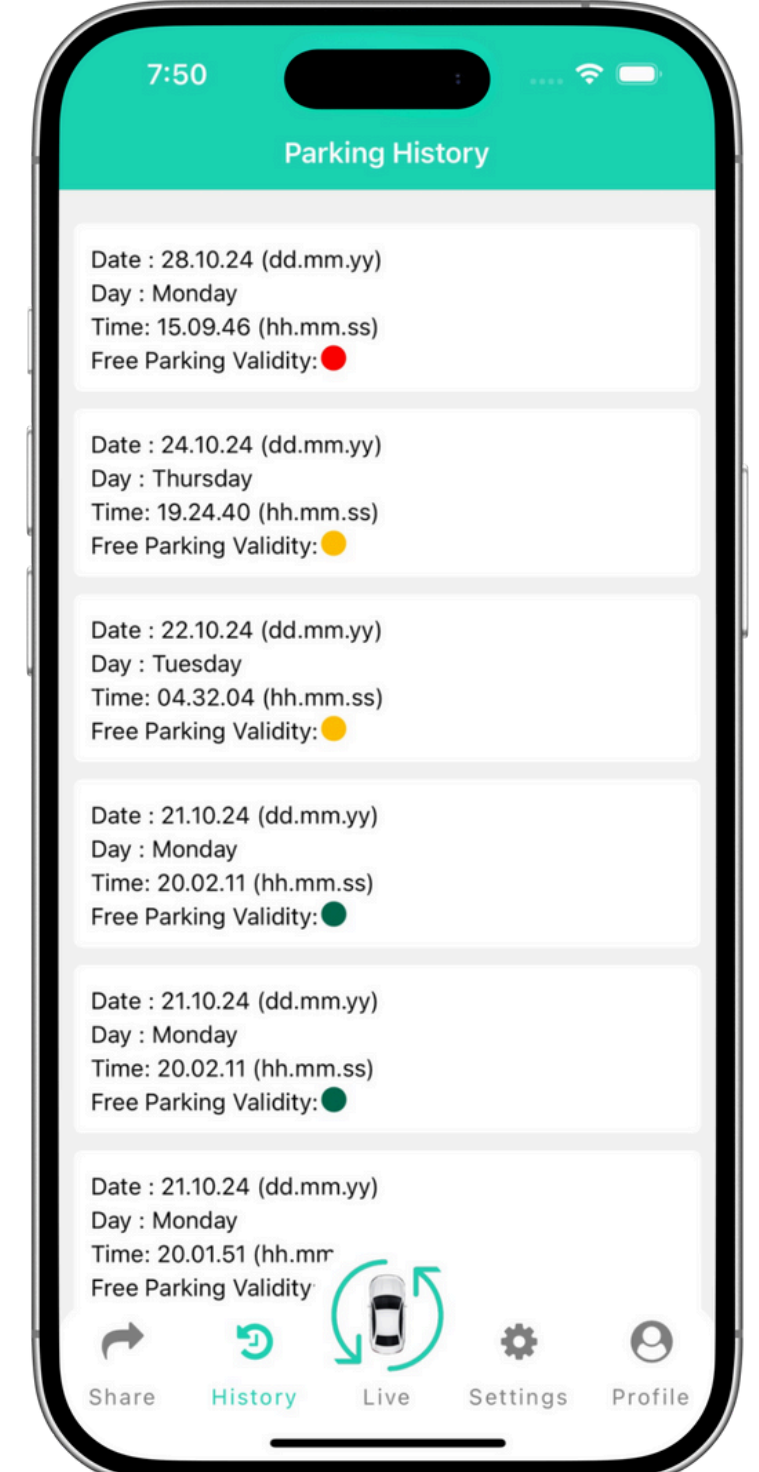 7:50
Parking History
Date : 28.10.24 (dd.mm.yy)
Day : Monday
Time: 15.09.46 (hh.mm.ss)
Free Parking Validity:
Date : 24.10.24 (dd.mm.yy)
Day : Thursday
Time: 19.24.40 (hh.mm.ss)
Free Parking Validity:
Date : 22.10.24 (dd.mm.yy)
Day : Tuesday
Time: 04.32.04 (hh.mm.ss)
Free Parking Validity:
Date : 21.10.24 (dd.mm.yy)
Day : Monday
Time: 20.02.11 (hh.mm.ss)
Free Parking Validity:
Date : 21.10.24 (dd.mm.yy)
Day : Monday
Time: 20.02.11 (hh.mm.ss)
Free Parking Validity:
Date : 21.10.24 (dd.mm.yy)
Day : Monday
Time: 20.01.51 (hh.mm
Free Parking Validity
Share History Live Settings Profile